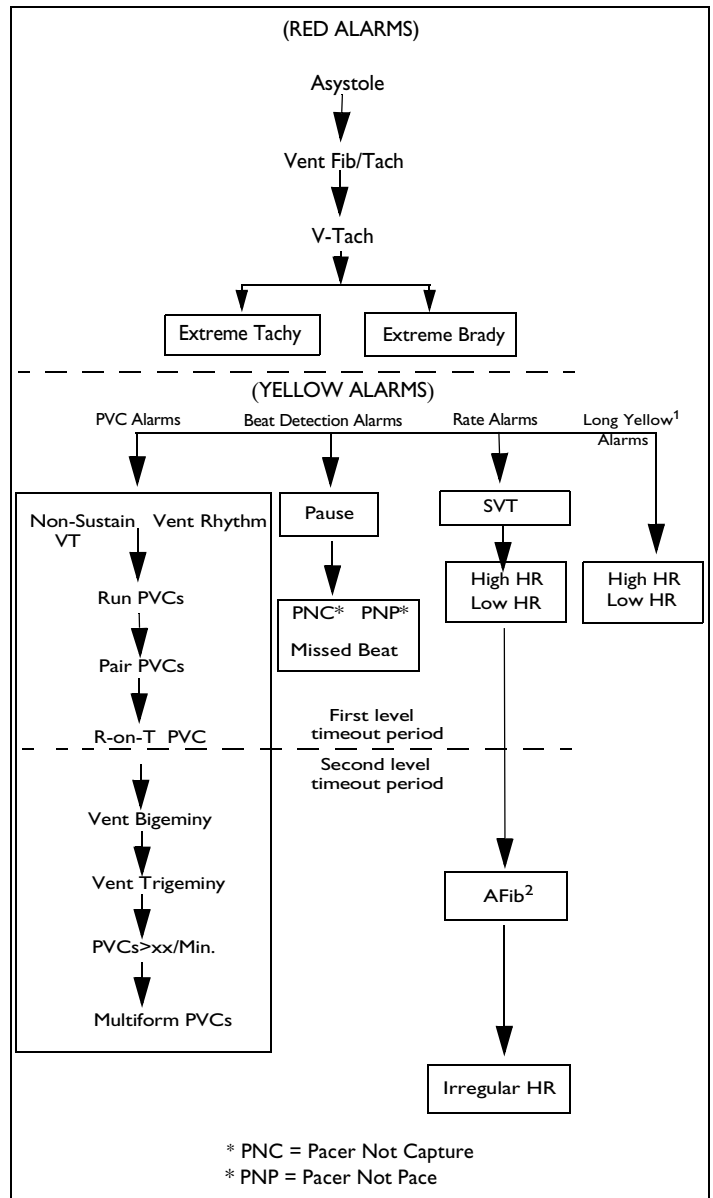 (RED ALARMS)
Asystole
Vent Fib/Tach
V-Tach
Extreme Tachy
Extreme Brady
(YELLOW ALARMS)
PVC Alarms
Beat Detection Alarms
Rate Alarms
Long Yellow¹
Alarms
Non-Sustain Vent Rhythm
VT
Run PVCs
Pair PVCs
R-on-T PVC
Vent Bigeminy
Vent Trigeminy
PVCs>xx/Min.
Multiform PVCs
Pause
PNC* PNP*
Missed Beat
First level
timeout period
Second level
timeout period
SVT
High HR
Low HR
AFib²
Irregular HR
High HR
Low HR
* PNC = Pacer Not Capture
* PNP = Pacer Not Pace